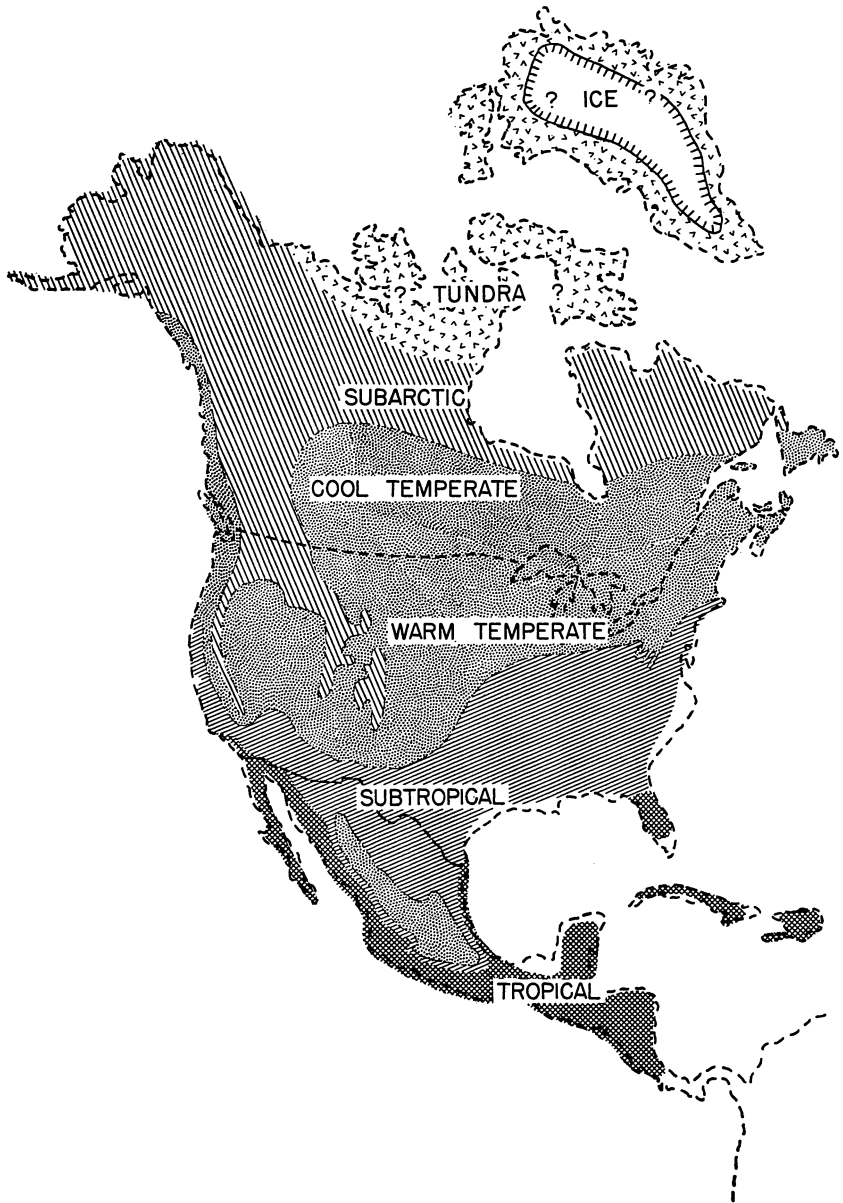 ? ICE ?
? TUNDRA ?
SUBARCTIC
COOL TEMPERATE
WARM TEMPERATE
SUBTROPICAL
TROPICAL